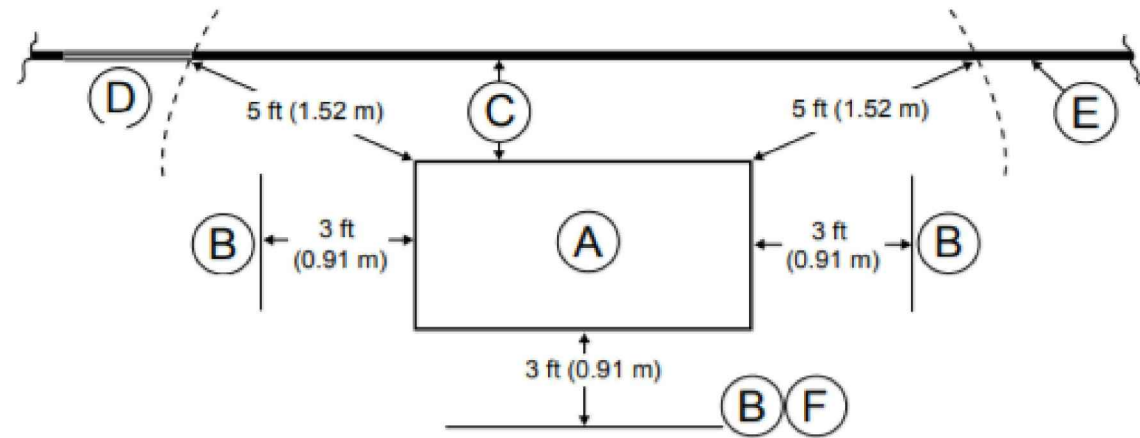 D
5 ft (1.52 m)
C
5 ft (1.52 m)
E
B
3 ft
(0.91 m)
A
3 ft
(0.91 m)
B
3 ft (0.91 m)
B F